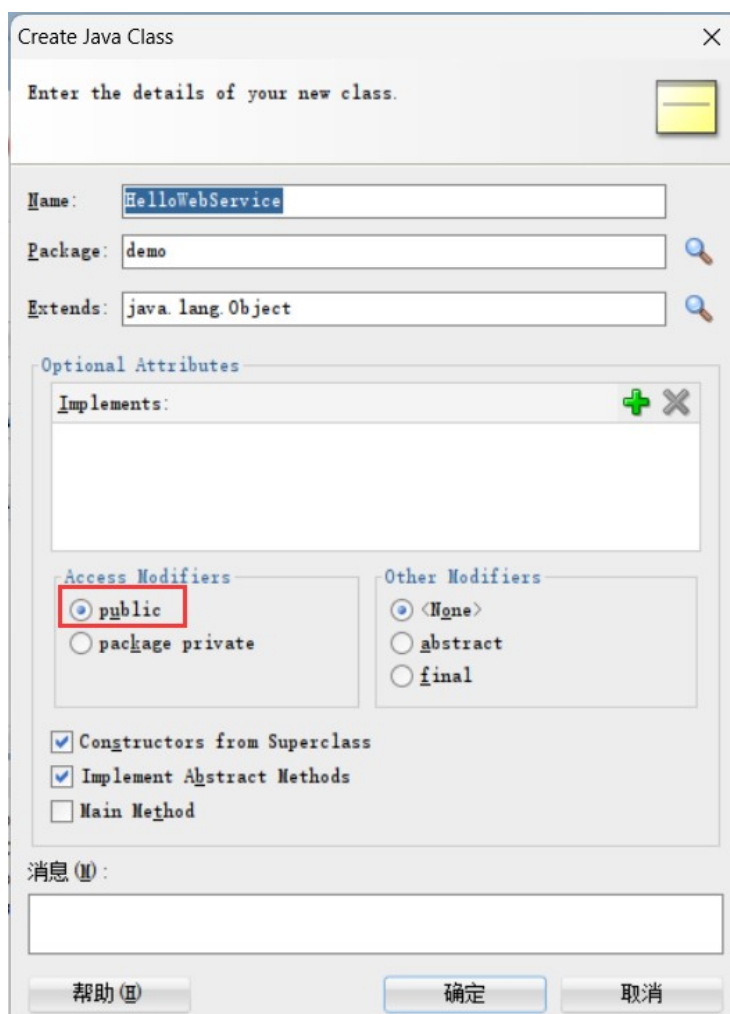 Create Java Class
Enter the details of your new class.
Name: HelloWebService
Package: demo
Extends: java.lang.Object
Optional Attributes
Implements:
Access Modifiers
public
package private
Other Modifiers
<None>
abstract
final
Constructors from Superclass
Implement Abstract Methods
Main Method
消息(M):
帮助(H) 确定 取消